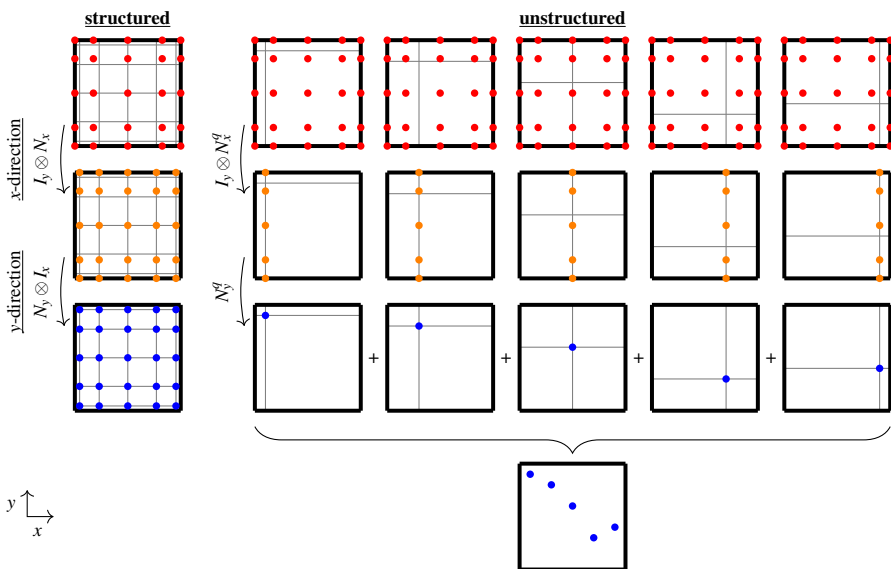 structured
unstructured
x-direction
I_y ⊗ N_x
I_y ⊗ N_x^q
y-direction
N_y ⊗ I_x
N_y^q
+ + + +
y
x